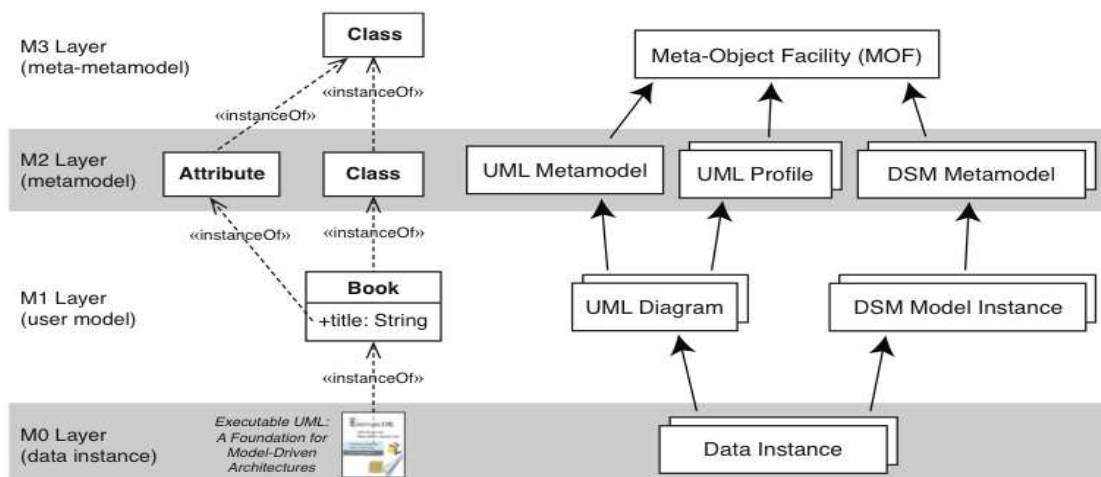 M3 Layer
(meta-metamodel)
Class
Meta-Object Facility (MOF)
«instanceOf»
«instanceOf»
M2 Layer
(metamodel)
Attribute
Class
UML Metamodel
UML Profile
DSM Metamodel
«instanceOf»
«instanceOf»
M1 Layer
(user model)
Book
+title: String
UML Diagram
DSM Model Instance
«instanceOf»
M0 Layer
(data instance)
Executable UML:
A Foundation for
Model-Driven
Architectures
Data Instance